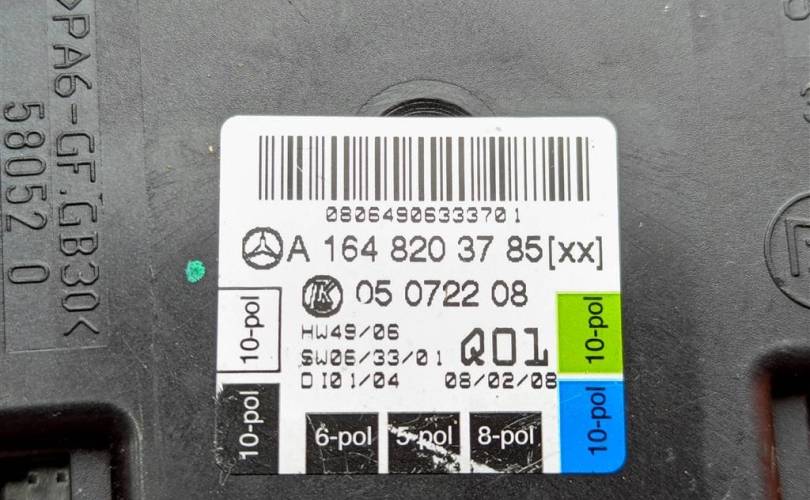 >PA6-GF.GB30<
58052 0
08064906333701
A 164 820 37 85[xx]
05 0722 08
HW49/06
SW06/33/01
Q01
DI01/04
08/02/08
10-pol
10-pol
10-pol
10-pol
6-pol
5-pol
8-pol